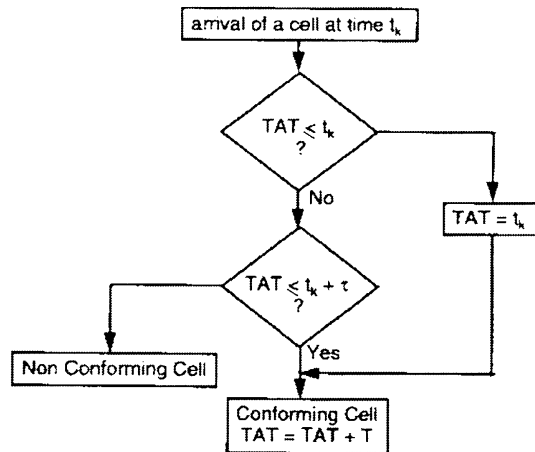 arrival of a cell at time tₖ
TAT ≤ tₖ
?
No
TAT = tₖ
TAT ≤ tₖ + τ
?
Yes
Non Conforming Cell
Conforming Cell
TAT = TAT + T